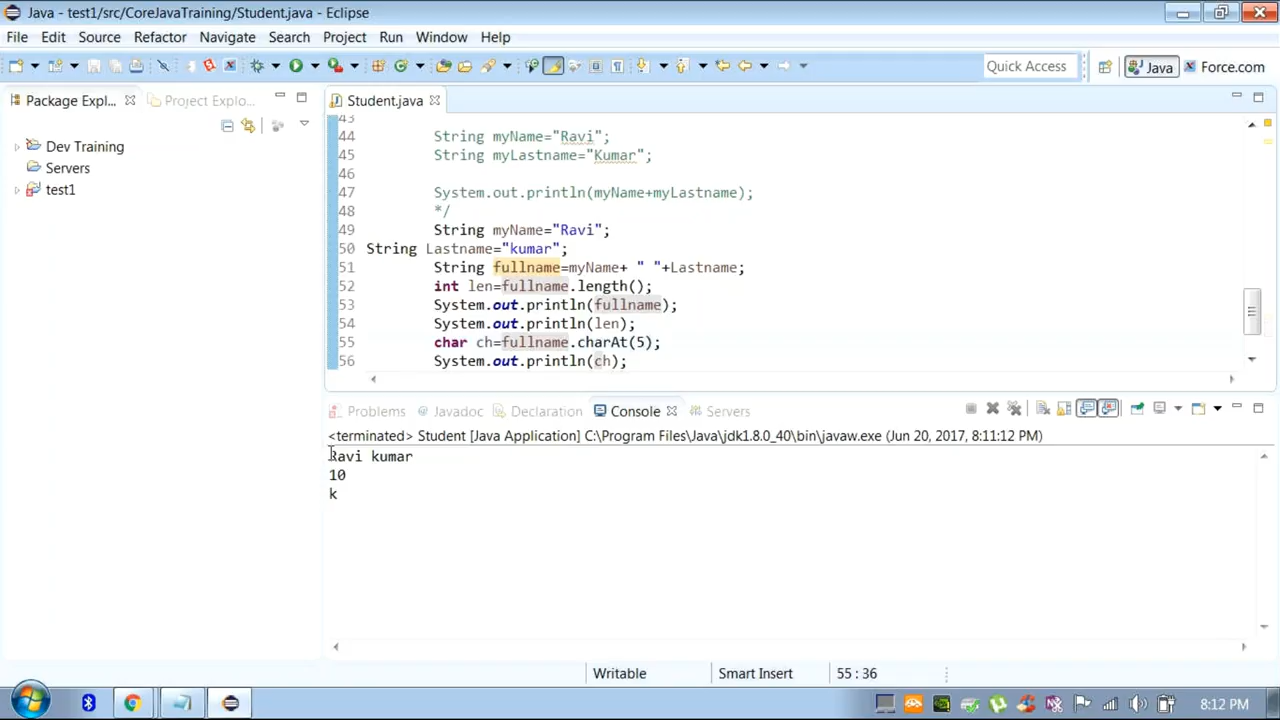 Java - test1/src/CoreJavaTraining/Student.java - Eclipse
File Edit Source Refactor Navigate Search Project Run Window Help
Quick Access Java Force.com
Package Expl... Project Explo... Student.java
Dev Training
Servers
test1
43
44 String myName="Ravi";
45 String myLastname="Kumar";
46
47 System.out.println(myName+myLastname);
48 */
49 String myName="Ravi";
50 String Lastname="kumar";
51 String fullname=myName+ " "+Lastname;
52 int len=fullname.length();
53 System.out.println(fullname);
54 System.out.println(len);
55 char ch=fullname.charAt(5);
56 System.out.println(ch);
Problems @ Javadoc Declaration Console Servers
<terminated> Student [Java Application] C:\Program Files\Java\jdk1.8.0_40\bin\javaw.exe (Jun 20, 2017, 8:11:12 PM)
Ravi kumar
10
k
Writable Smart Insert 55 : 36
8:12 PM